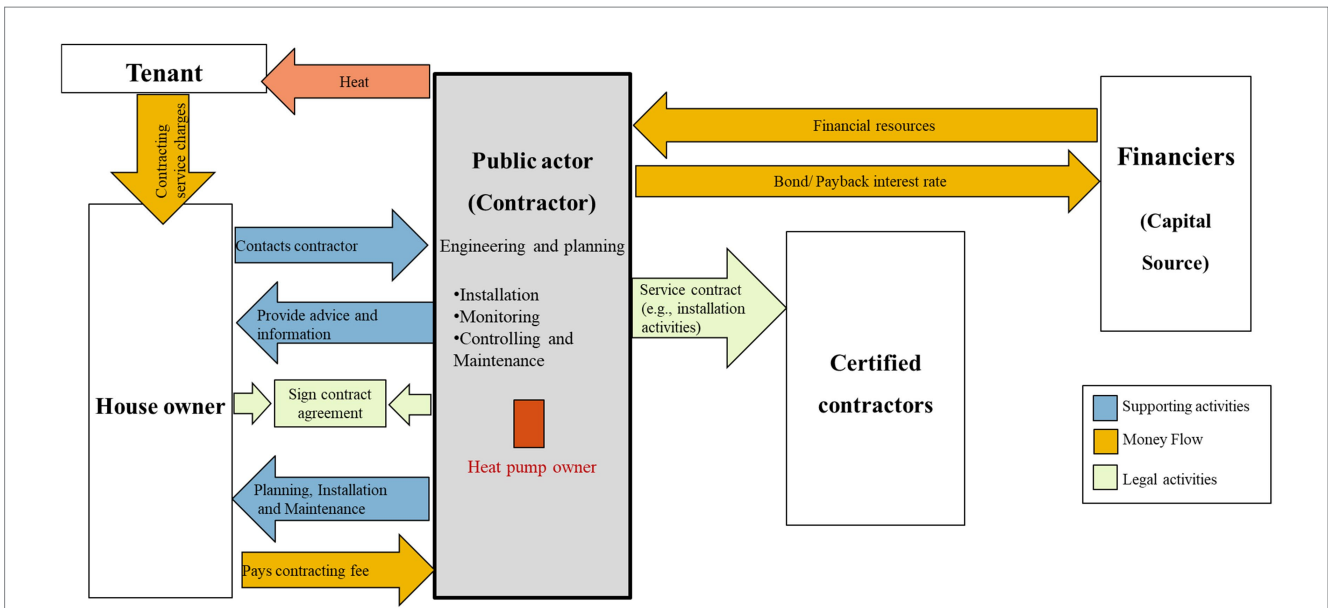 Tenant
Heat
Contracting
service charges
House owner
Contacts contractor
Provide advice and
information
Sign contract
agreement
Planning, Installation
and Maintenance
Pays contracting fee
Public actor
(Contractor)
Engineering and planning
•Installation
•Monitoring
•Controlling and
Maintenance
Heat pump owner
Financial resources
Bond/ Payback interest rate
Service contract
(e.g., installation
activities)
Certified
contractors
Financiers
(Capital
Source)
Supporting activities
Money Flow
Legal activities